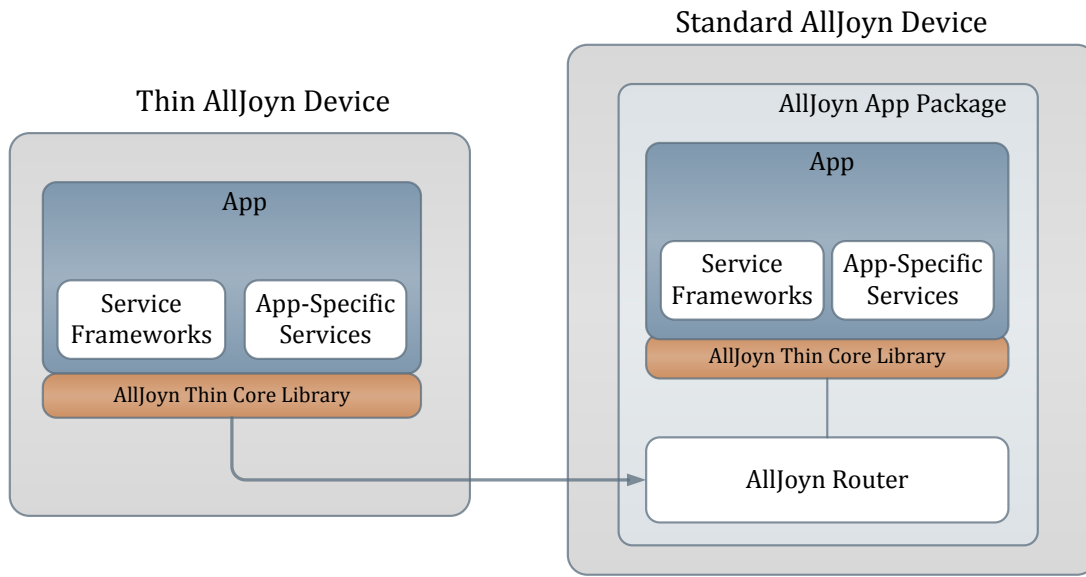 Standard AllJoyn Device
Thin AllJoyn Device
AllJoyn App Package
App
Service
Frameworks
App-Specific
Services
AllJoyn Thin Core Library
App
Service
Frameworks
App-Specific
Services
AllJoyn Thin Core Library
AllJoyn Router